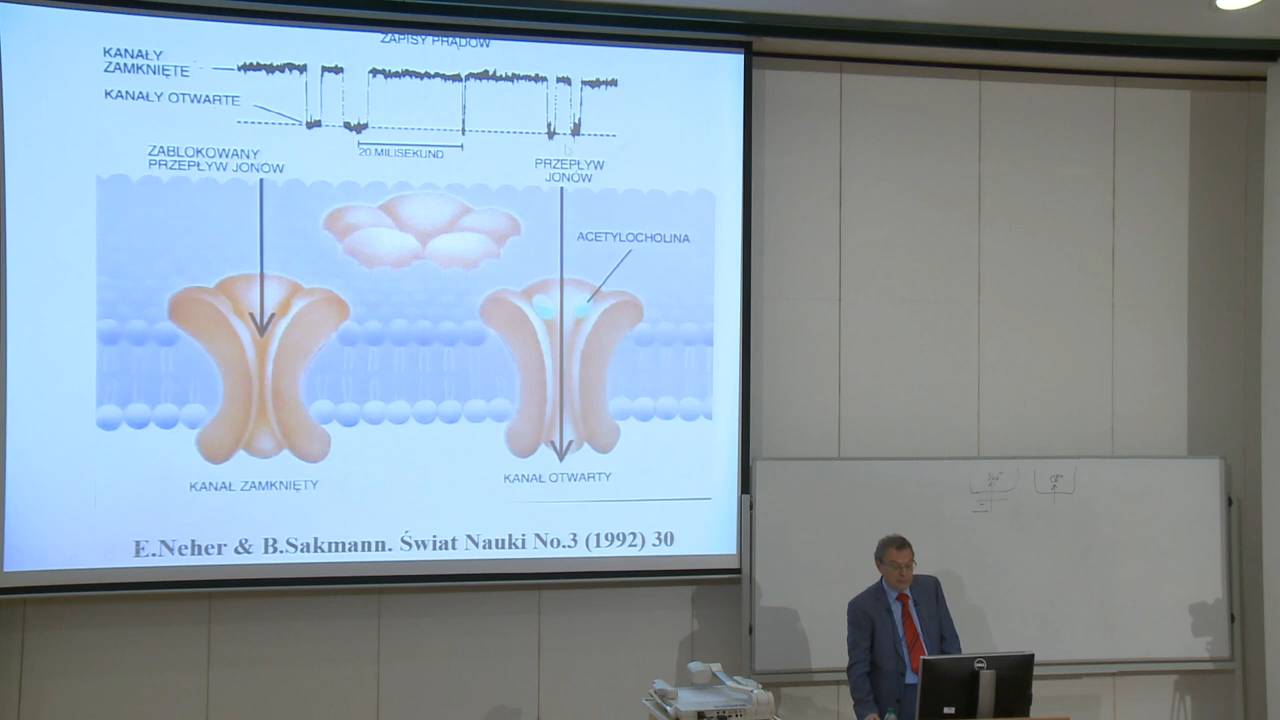 ZAPISY PRĄDÓW
KANAŁY
ZAMKNIĘTE
KANAŁY OTWARTE
20 MILISEKUND
ZABLOKOWANY
PRZEPŁYW JONÓW
PRZEPŁYW
JONÓW
ACETYLOCHOLINA
KANAŁ ZAMKNIĘTY
KANAŁ OTWARTY
E.Neher & B.Sakmann. Świat Nauki No.3 (1992) 30
DELL